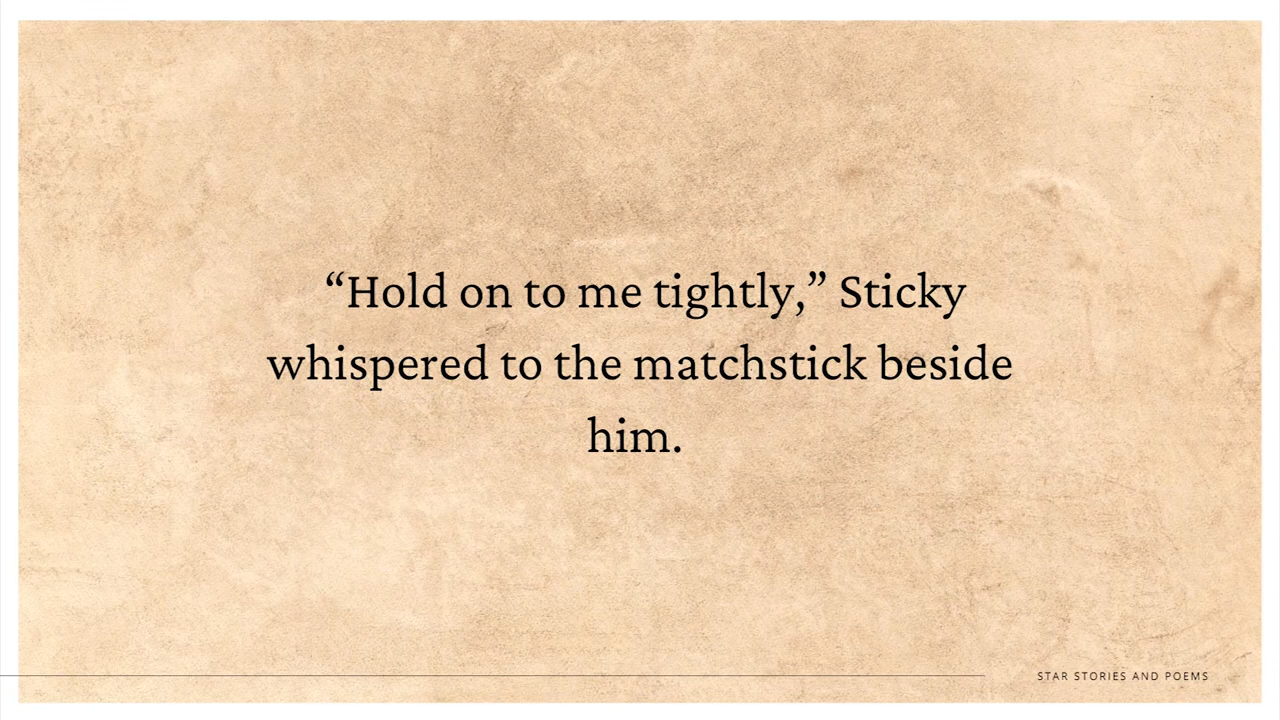 “Hold on to me tightly,” Sticky
whispered to the matchstick beside
him.
STAR STORIES AND POEMS